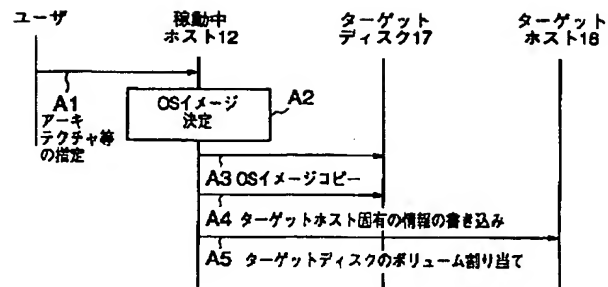 ユーザ
稼動中
ホスト12
ターゲット
ディスク17
ターゲット
ホスト16
A1
アーキ
テクチャ等
の指定
OSイメージ
決定
A2
A3 OSイメージコピー
A4 ターゲットホスト固有の情報の書き込み
A5 ターゲットディスクのボリューム割り当て